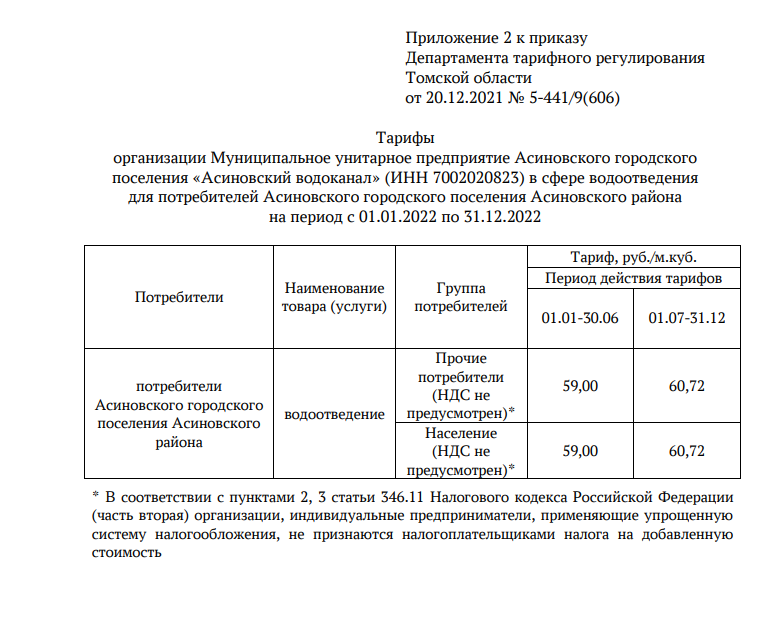 Приложение 2 к приказу
Департамента тарифного регулирования
Томской области
от 20.12.2021 № 5-441/9(606)
Тарифы
организации Муниципальное унитарное предприятие Асиновского городского
поселения «Асиновский водоканал» (ИНН 7002020823) в сфере водоотведения
для потребителей Асиновского городского поселения Асиновского района
на период с 01.01.2022 по 31.12.2022
Потребители
Наименование
товара (услуги)
Группа
потребителей
Тариф, руб./м.куб.
Период действия тарифов
01.01-30.06
01.07-31.12
потребители
Асиновского городского
поселения Асиновского
района
водоотведение
Прочие
потребители
(НДС не
предусмотрен)*
59,00
60,72
Население
(НДС не
предусмотрен)*
59,00
60,72
* В соответствии с пунктами 2, 3 статьи 346.11 Налогового кодекса Российской Федерации
(часть вторая) организации, индивидуальные предприниматели, применяющие упрощенную
систему налогообложения, не признаются налогоплательщиками налога на добавленную
стоимость